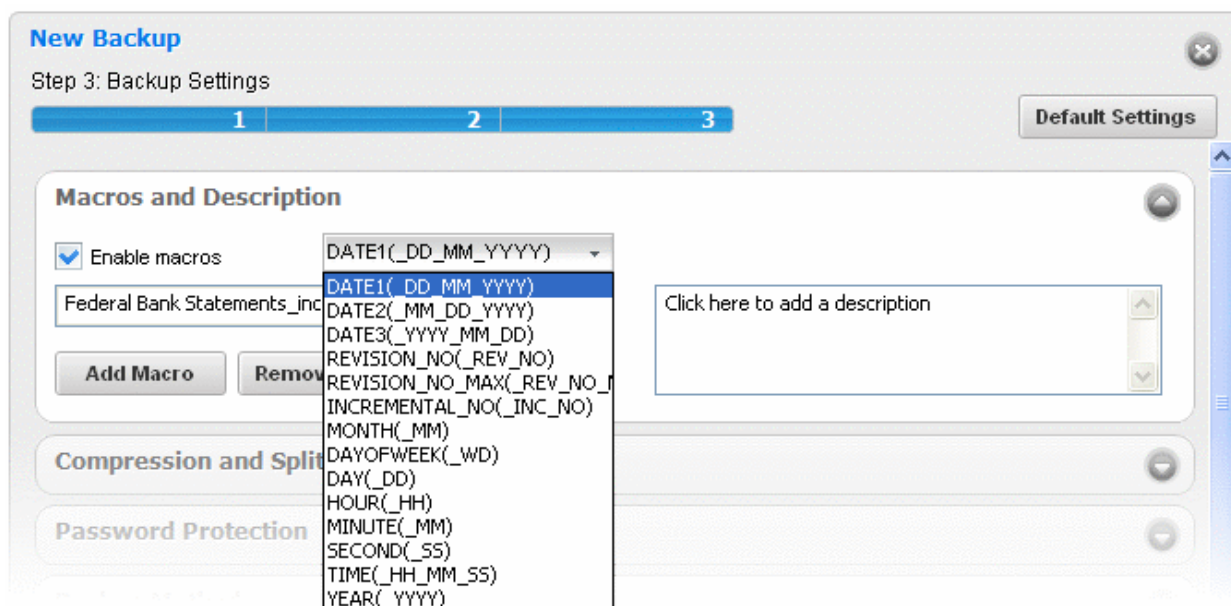 New Backup
Step 3: Backup Settings
1 2 3
Default Settings
Macros and Description
Enable macros
DATE1(_DD_MM_YYYY)
Federal Bank Statements_inc
DATE1(_DD_MM_YYYY)
DATE2(_MM_DD_YYYY)
DATE3(_YYYY_MM_DD)
REVISION_NO(_REV_NO)
REVISION_NO_MAX(_REV_NO_
INCREMENTAL_NO(_INC_NO)
MONTH(_MM)
DAYOFWEEK(_WD)
DAY(_DD)
HOUR(_HH)
MINUTE(_MM)
SECOND(_SS)
TIME(_HH_MM_SS)
YEAR(_YYYY)
Click here to add a description
Add Macro
Remov
Compression and Split
Password Protection